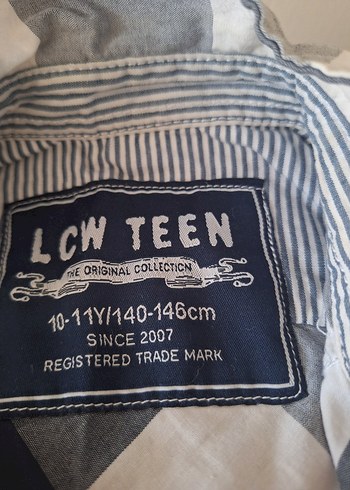 LCW TEEN
THE ORIGINAL COLLECTION
10-11Y/140-146cm
SINCE 2007
REGISTERED TRADE MARK